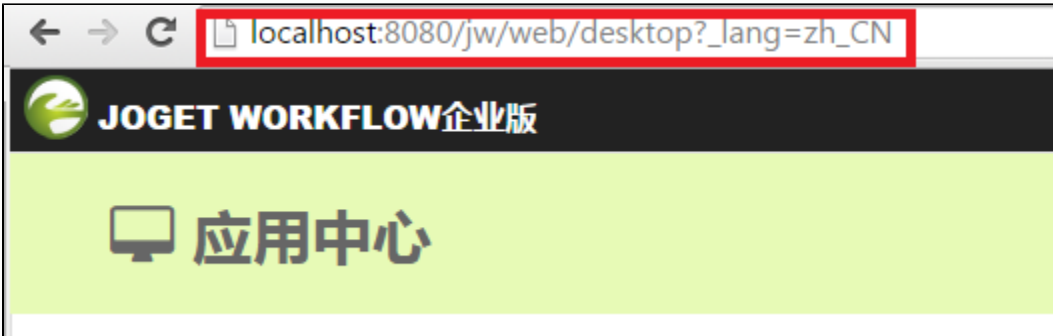 localhost:8080/jw/web/desktop?_lang=zh_CN
JOGET WORKFLOW企业版
应用中心